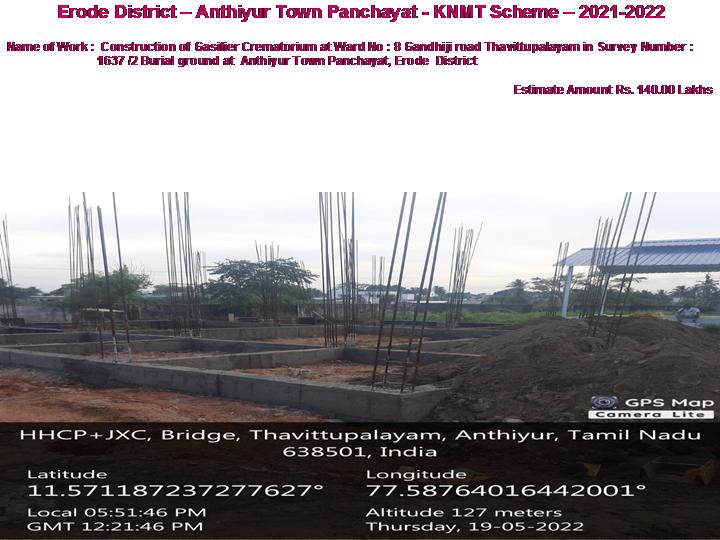 Erode District – Anthiyur Town Panchayat - KNMT Scheme – 2021-2022
Name of Work : Construction of Gasifier Crematorium at Ward No : 8 Gandhiji road Thavittupalayam in Survey Number :
1637 /2 Burial ground at Anthiyur Town Panchayat, Erode District
Estimate Amount Rs. 140.00 Lakhs
GPS Map
Camera Lite
HHCP+JXC, Bridge, Thavittupalayam, Anthiyur, Tamil Nadu
638501, India
Latitude
11.5711872372776​27°
Longitude
77.58764016442001°
Local 05:51:46 PM
GMT 12:21:46 PM
Altitude 127 meters
Thursday, 19-05-2022